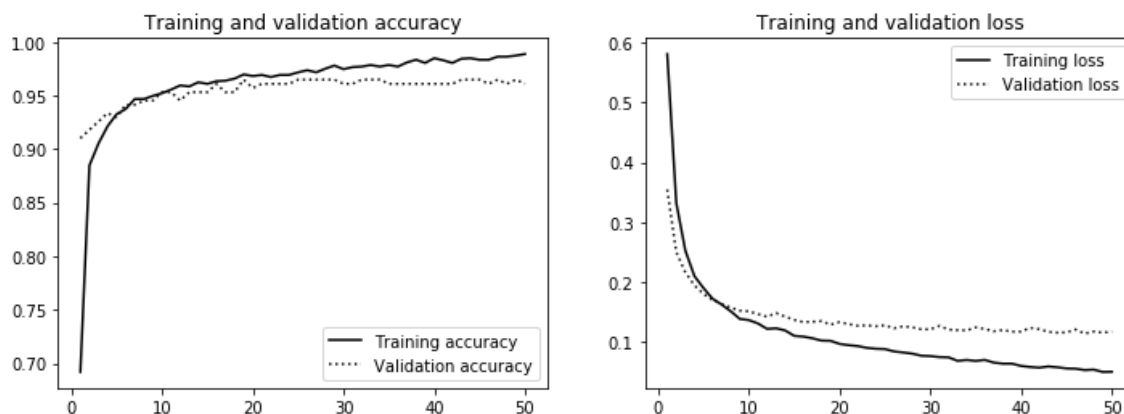 Training and validation accuracy
1.00
0.95
0.90
0.85
0.80
0.75
0.70
Training accuracy
Validation accuracy
0 10 20 30 40 50
Training and validation loss
0.6
0.5
0.4
0.3
0.2
0.1
Training loss
Validation loss
0 10 20 30 40 50